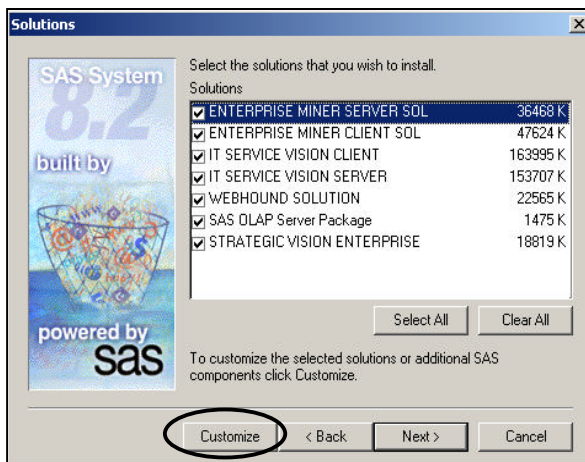 Solutions
SAS System
8.2
built by
powered by
sas
Select the solutions that you wish to install.
Solutions
ENTERPRISE MINER SERVER SOL 36468 K
ENTERPRISE MINER CLIENT SOL 47624 K
IT SERVICE VISION CLIENT 163995 K
IT SERVICE VISION SERVER 153707 K
WEBHOUND SOLUTION 22565 K
SAS OLAP Server Package 1475 K
STRATEGIC VISION ENTERPRISE 18819 K
Select All Clear All
To customize the selected solutions or additional SAS
components click Customize.
Customize < Back Next > Cancel